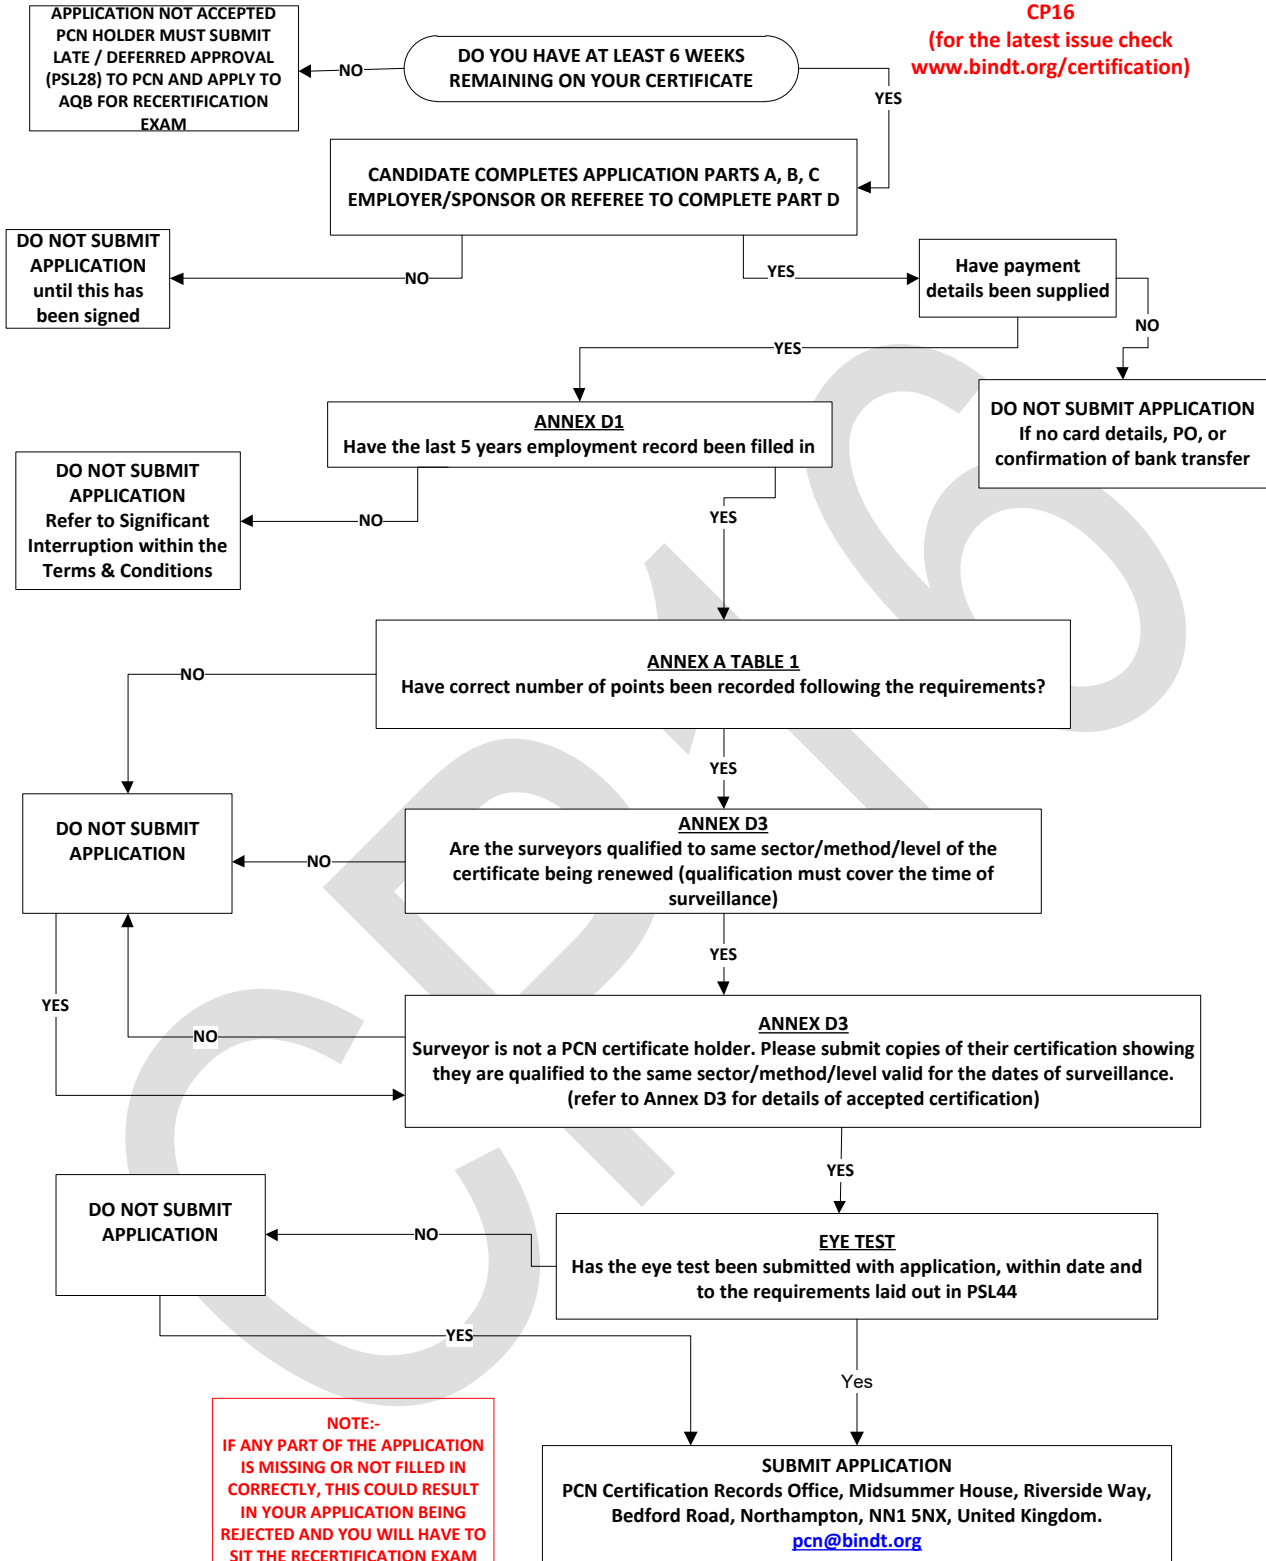 APPLICATION NOT ACCEPTED
PCN HOLDER MUST SUBMIT
LATE / DEFERRED APPROVAL
(PSL28) TO PCN AND APPLY TO
AQB FOR RECERTIFICATION
EXAM
NO
DO YOU HAVE AT LEAST 6 WEEKS
REMAINING ON YOUR CERTIFICATE
CP16
(for the latest issue check
www.bindt.org/certification)
YES
CANDIDATE COMPLETES APPLICATION PARTS A, B, C
EMPLOYER/SPONSOR OR REFEREE TO COMPLETE PART D
DO NOT SUBMIT
APPLICATION
until this has
been signed
NO
YES
Have payment
details been supplied
NO
YES
DO NOT SUBMIT APPLICATION
If no card details, PO, or
confirmation of bank transfer
ANNEX D1
Have the last 5 years employment record been filled in
DO NOT SUBMIT
APPLICATION
Refer to Significant
Interruption within the
Terms & Conditions
NO
YES
ANNEX A TABLE 1
Have correct number of points been recorded following the requirements?
NO
YES
DO NOT SUBMIT
APPLICATION
NO
ANNEX D3
Are the surveyors qualified to same sector/method/level of the
certificate being renewed (qualification must cover the time of
surveillance)
YES
YES
NO
ANNEX D3
Surveyor is not a PCN certificate holder. Please submit copies of their certification showing
they are qualified to the same sector/method/level valid for the dates of surveillance.
(refer to Annex D3 for details of accepted certification)
YES
DO NOT SUBMIT
APPLICATION
NO
EYE TEST
Has the eye test been submitted with application, within date and
to the requirements laid out in PSL44
YES
Yes
NOTE:-
IF ANY PART OF THE APPLICATION
IS MISSING OR NOT FILLED IN
CORRECTLY, THIS COULD RESULT
IN YOUR APPLICATION BEING
REJECTED AND YOU WILL HAVE TO
SIT THE RECERTIFICATION EXAM
SUBMIT APPLICATION
PCN Certification Records Office, Midsummer House, Riverside Way,
Bedford Road, Northampton, NN1 5NX, United Kingdom.
pcn@bindt.org
CP16